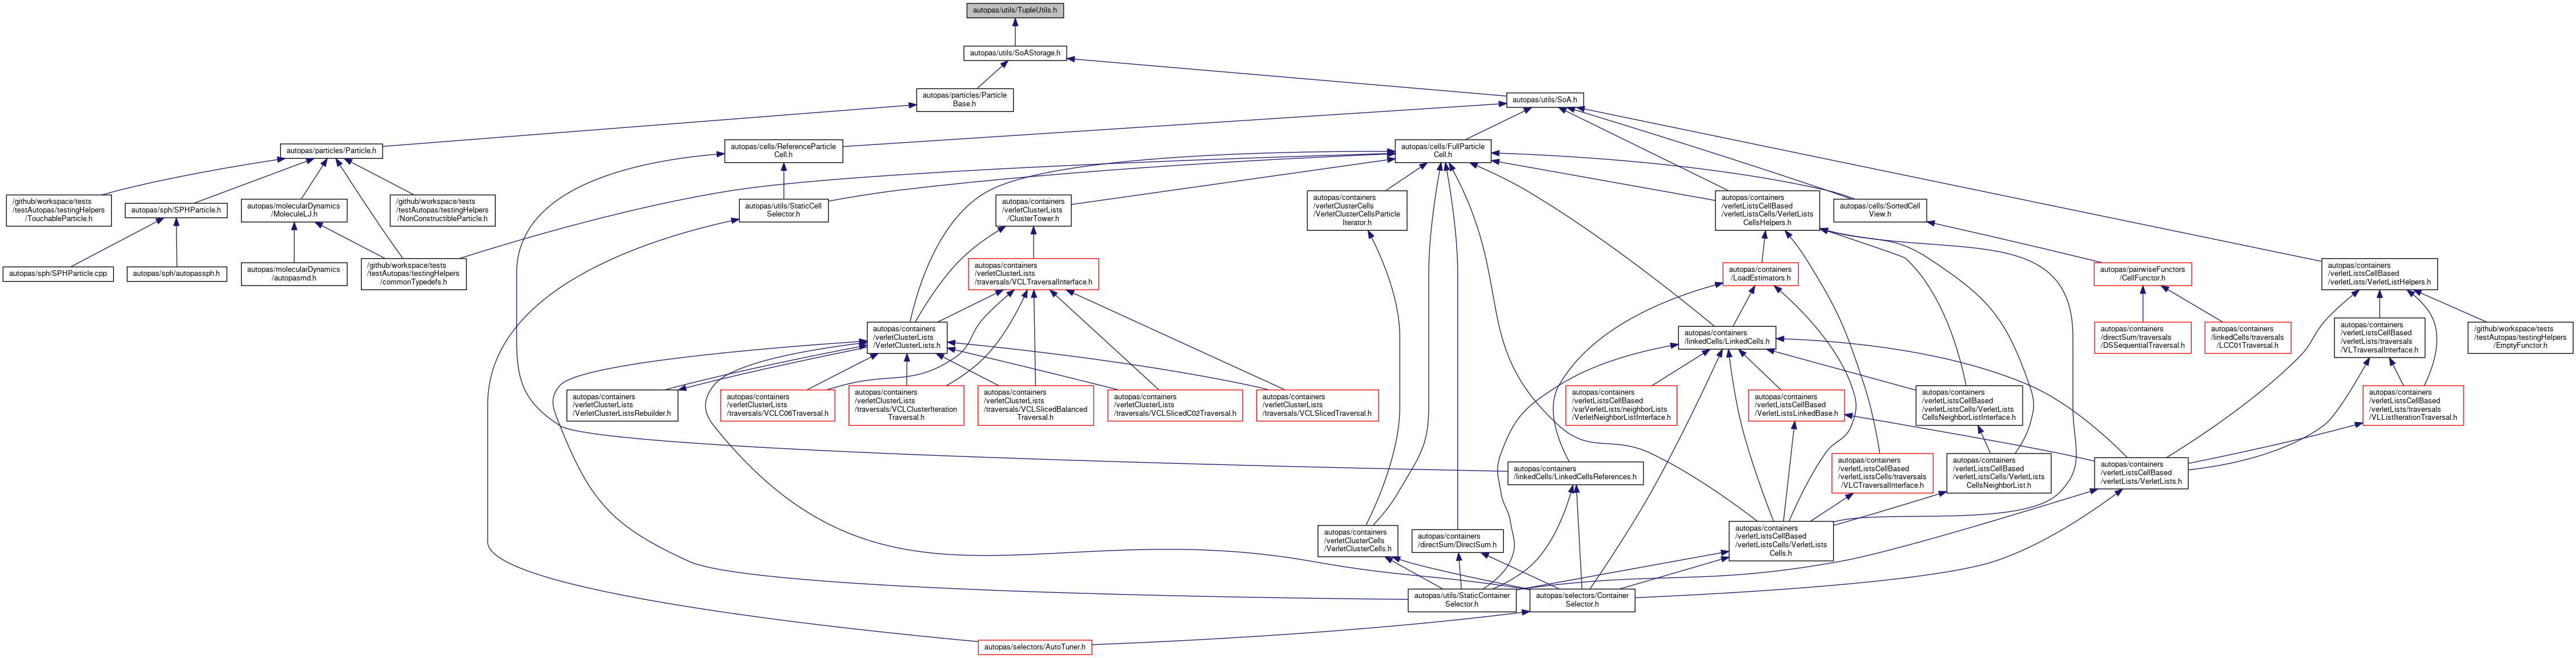 autopas/utils/TupleUtils.h
autopas/utils/SoAStorage.h
autopas/particles/Particle
Base.h
autopas/utils/SoA.h
autopas/particles/Particle.h
autopas/cells/ReferenceParticle
Cell.h
autopas/cells/FullParticle
Cell.h
/github/workspace/tests
/testAutopas/testingHelpers
/TouchableParticle.h
autopas/sph/SPHParticle.h
autopas/molecularDynamics
/MoleculeLJ.h
/github/workspace/tests
/testAutopas/testingHelpers
/NonConstructibleParticle.h
autopas/utils/StaticCell
Selector.h
autopas/containers
/verletClusterLists
/ClusterTower.h
autopas/containers
/verletClusterCells
/VerletClusterCellsParticle
Iterator.h
autopas/containers
/verletListsCellBased
/verletListsCells/VerletLists
CellsHelpers.h
autopas/cells/SortedCell
View.h
autopas/sph/SPHParticle.cpp
autopas/sph/autopassph.h
autopas/molecularDynamics
/autopasmd.h
/github/workspace/tests
/testAutopas/testingHelpers
/commonTypedefs.h
autopas/containers
/verletClusterLists
/traversals/VCLTraversalInterface.h
autopas/containers
/LoadEstimators.h
autopas/pairwiseFunctors
/CellFunctor.h
autopas/containers
/verletListsCellBased
/verletLists/VerletListHelpers.h
autopas/containers
/verletClusterLists
/VerletClusterLists.h
autopas/containers
/linkedCells/LinkedCells.h
autopas/containers
/directSum/traversals
/DSSequentialTraversal.h
autopas/containers
/linkedCells/traversals
/LCC01Traversal.h
autopas/containers
/verletListsCellBased
/verletLists/traversals
/VLTraversalInterface.h
/github/workspace/tests
/testAutopas/testingHelpers
/EmptyFunctor.h
autopas/containers
/verletClusterLists
/VerletClusterListsRebuilder.h
autopas/containers
/verletClusterLists
/traversals/VCLC06Traversal.h
autopas/containers
/verletClusterLists
/traversals/VCLClusterIteration
Traversal.h
autopas/containers
/verletClusterLists
/traversals/VCLSlicedBalanced
Traversal.h
autopas/containers
/verletClusterLists
/traversals/VCLSlicedC02Traversal.h
autopas/containers
/verletClusterLists
/traversals/VCLSlicedTraversal.h
autopas/containers
/verletListsCellBased
/varVerletLists/neighborLists
/VerletNeighborListInterface.h
autopas/containers
/verletListsCellBased
/VerletListsLinkedBase.h
autopas/containers
/verletListsCellBased
/verletListsCells/VerletLists
CellsNeighborListInterface.h
autopas/containers
/verletListsCellBased
/verletLists/traversals
/VLListIterationTraversal.h
autopas/containers
/linkedCells/LinkedCellsReferences.h
autopas/containers
/verletListsCellBased
/verletListsCells/traversals
/VLCTraversalInterface.h
autopas/containers
/verletListsCellBased
/verletListsCells/VerletLists
CellsNeighborList.h
autopas/containers
/verletListsCellBased
/verletLists/VerletLists.h
autopas/containers
/verletClusterCells
/VerletClusterCells.h
autopas/containers
/directSum/DirectSum.h
autopas/containers
/verletListsCellBased
/verletListsCells/VerletLists
Cells.h
autopas/utils/StaticContainer
Selector.h
autopas/selectors/Container
Selector.h
autopas/selectors/AutoTuner.h